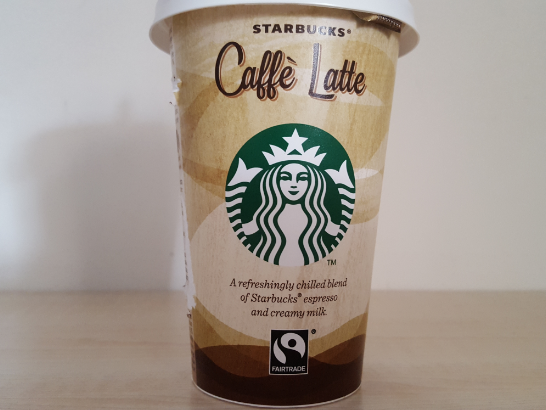 STARBUCKS®
Caffè Latte
TM
A refreshingly chilled blend
of Starbucks® espresso
and creamy milk.
®
FAIRTRADE